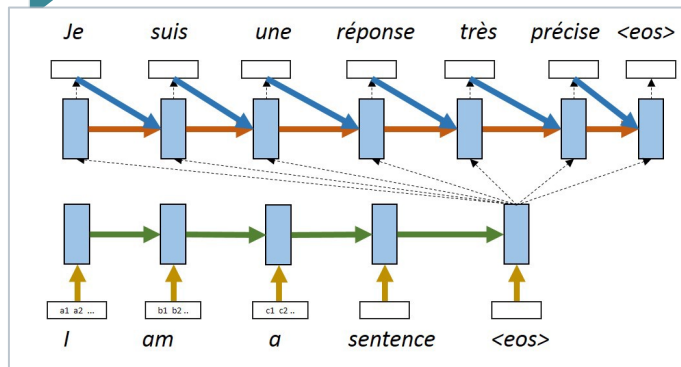 Je suis une réponse très précise <eos>
a1 a2 ... b1 b2 .. c1 c2 ..
I am a sentence <eos>